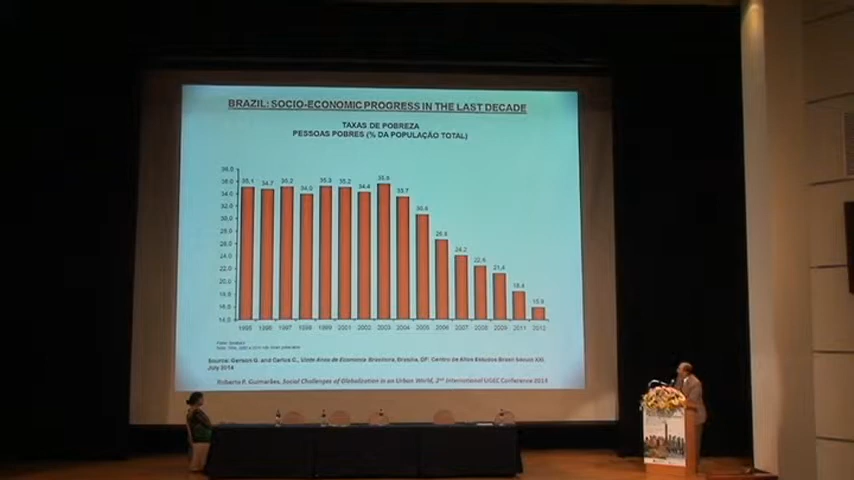 BRAZIL: SOCIO-ECONOMIC PROGRESS IN THE LAST DECADE
TAXAS DE POBREZA
PESSOAS POBRES (% DA POPULAÇÃO TOTAL)
38,0
36,0
34,0
32,0
30,0
28,0
26,0
24,0
22,0
20,0
18,0
16,0
14,0
35,1 34,7 35,2 34,0 35,3 35,2 34,4 35,8 33,7 30,8 26,8 24,2 22,6 21,4 18,4 15,9
1995 1996 1997 1998 1999 2001 2002 2003 2004 2005 2006 2007 2008 2009 2011 2012
Source: Gerson G. and Carlos C., Vinte Anos de Economia Brasileira, Brasília, DF: Centro de Altos Estudos Brasil Século XXI,
July 2014
Roberto P. Guimarães, Social Challenges of Globalization in an Urban World, 2nd International UGEC Conference 2014